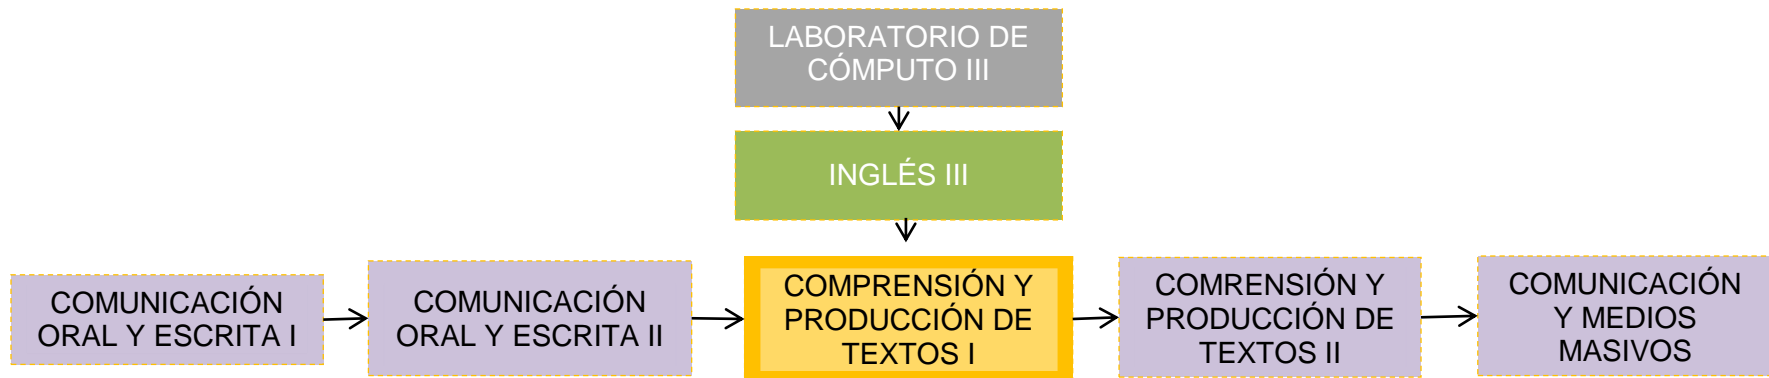 LABORATORIO DE
CÓMPUTO III
INGLÉS III
COMUNICACIÓN
ORAL Y ESCRITA I
COMUNICACIÓN
ORAL Y ESCRITA II
COMPRENSIÓN Y
PRODUCCIÓN DE
TEXTOS I
COMRENSIÓN Y
PRODUCCIÓN DE
TEXTOS II
COMUNICACIÓN
Y MEDIOS
MASIVOS